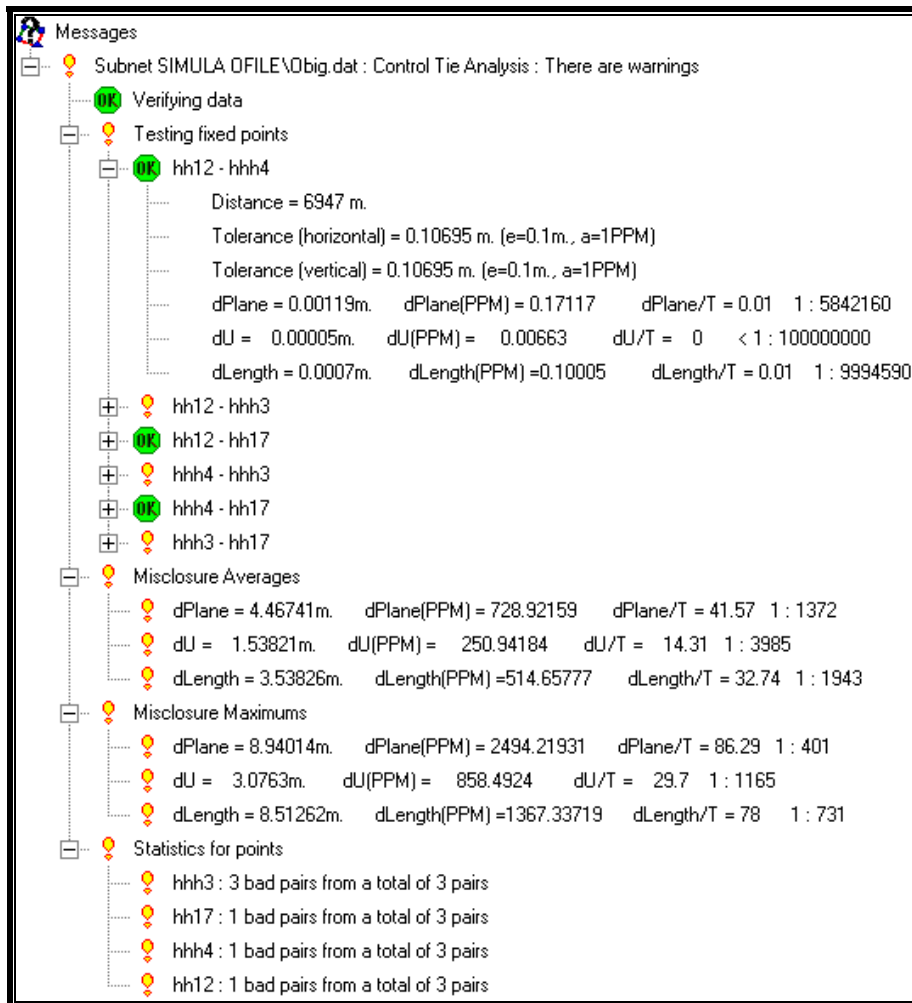 Messages
Subnet SIMULA OFILE\Obig.dat : Control Tie Analysis : There are warnings
OK Verifying data
Testing fixed points
OK hh12 - hhh4
Distance = 6947 m.
Tolerance (horizontal) = 0.10695 m. (e=0.1m., a=1PPM)
Tolerance (vertical) = 0.10695 m. (e=0.1m., a=1PPM)
dPlane = 0.00119m. dPlane(PPM) = 0.17117 dPlane/T = 0.01 1 : 5842160
dU = 0.00005m. dU(PPM) = 0.00663 dU/T = 0 < 1 : 100000000
dLength = 0.0007m. dLength(PPM) =0.10005 dLength/T = 0.01 1 : 9994590
hh12 - hhh3
OK hh12 - hh17
hhh4 - hhh3
OK hhh4 - hh17
hhh3 - hh17
Misclosure Averages
dPlane = 4.46741m. dPlane(PPM) = 728.92159 dPlane/T = 41.57 1 : 1372
dU = 1.53821m. dU(PPM) = 250.94184 dU/T = 14.31 1 : 3985
dLength = 3.53826m. dLength(PPM) =514.65777 dLength/T = 32.74 1 : 1943
Misclosure Maximums
dPlane = 8.94014m. dPlane(PPM) = 2494.21931 dPlane/T = 86.29 1 : 401
dU = 3.0763m. dU(PPM) = 858.4924 dU/T = 29.7 1 : 1165
dLength = 8.51262m. dLength(PPM) =1367.33719 dLength/T = 78 1 : 731
Statistics for points
hhh3 : 3 bad pairs from a total of 3 pairs
hh17 : 1 bad pairs from a total of 3 pairs
hhh4 : 1 bad pairs from a total of 3 pairs
hh12 : 1 bad pairs from a total of 3 pairs